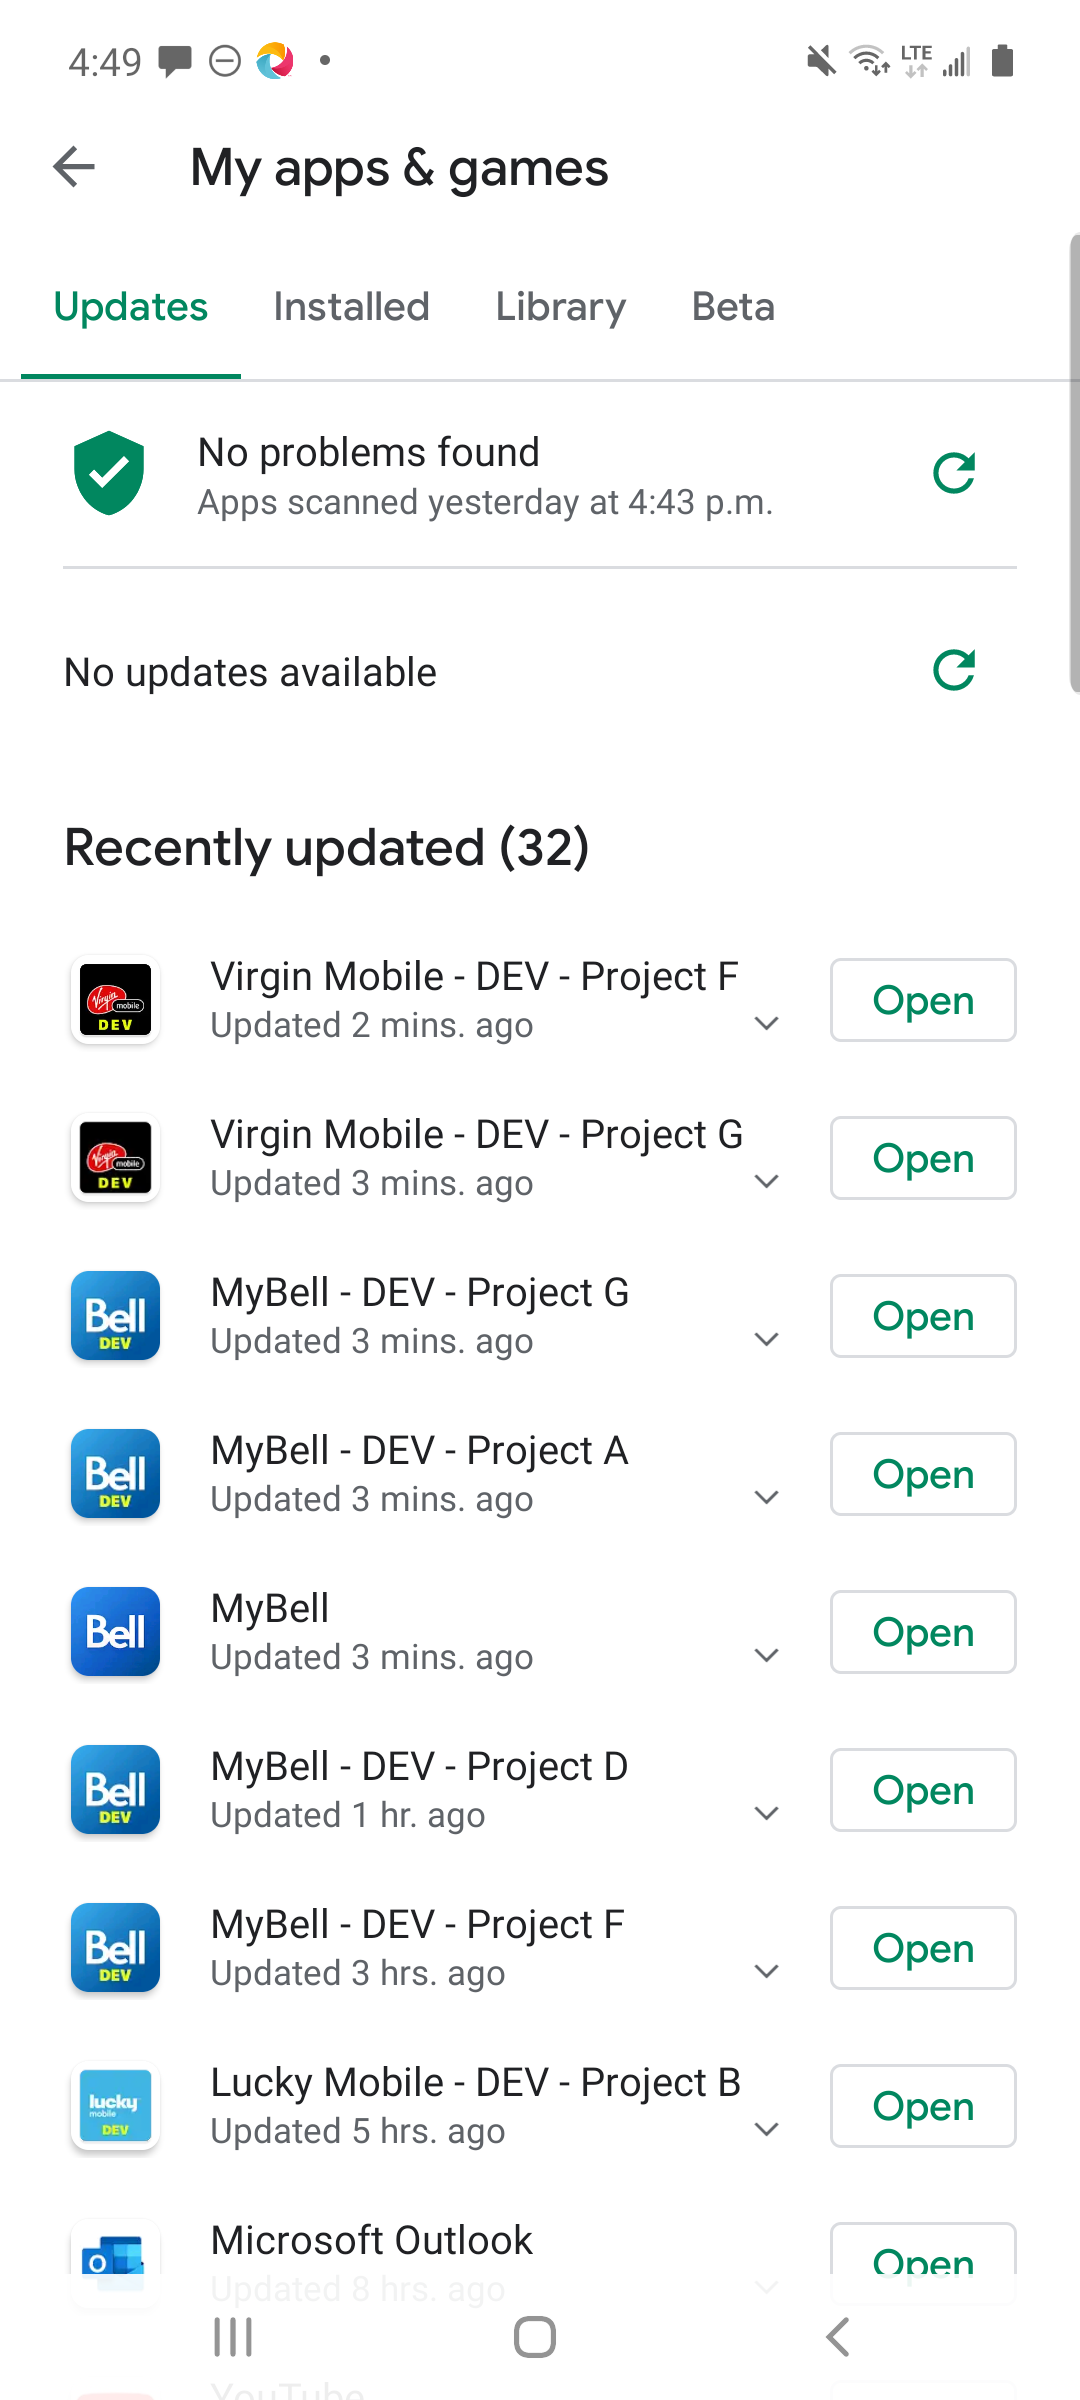 4:49
LTE
My apps & games
Updates Installed Library Beta
No problems found
Apps scanned yesterday at 4:43 p.m.
No updates available
Recently updated (32)
Virgin Mobile - DEV - Project F
Updated 2 mins. ago
Open
Virgin mobile
DEV
Virgin Mobile - DEV - Project G
Updated 3 mins. ago
Open
Virgin mobile
DEV
MyBell - DEV - Project G
Updated 3 mins. ago
Open
Bell
DEV
MyBell - DEV - Project A
Updated 3 mins. ago
Open
Bell
DEV
MyBell
Updated 3 mins. ago
Open
Bell
MyBell - DEV - Project D
Updated 1 hr. ago
Open
Bell
DEV
MyBell - DEV - Project F
Updated 3 hrs. ago
Open
Bell
DEV
Lucky Mobile - DEV - Project B
Updated 5 hrs. ago
Open
lucky
mobile
DEV
Microsoft Outlook
Updated 8 hrs. ago
Open
O
YouTube